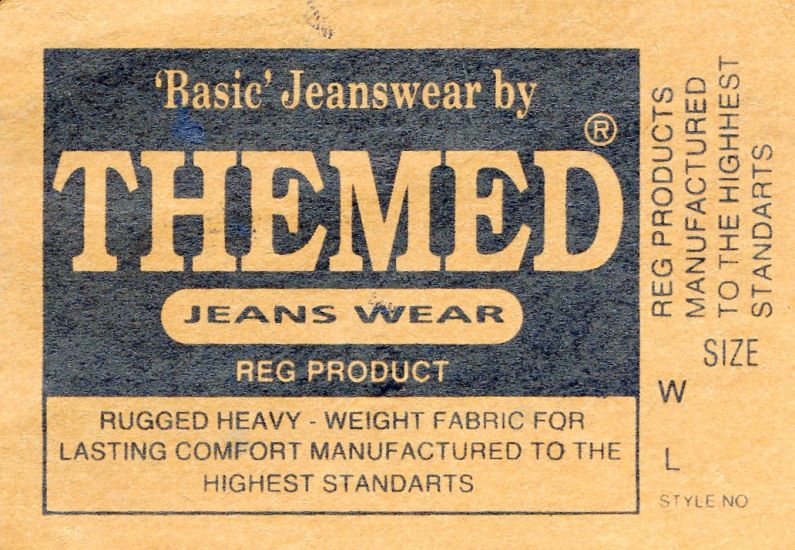 'Basic' Jeanswear by
THEMED®
JEANS WEAR
REG PRODUCT
RUGGED HEAVY - WEIGHT FABRIC FOR
LASTING COMFORT MANUFACTURED TO THE
HIGHEST STANDARTS
REG PRODUCTS
MANUFACTURED
TO THE HIGHHEST
STANDARTS
SIZE
W
L
STYLE NO